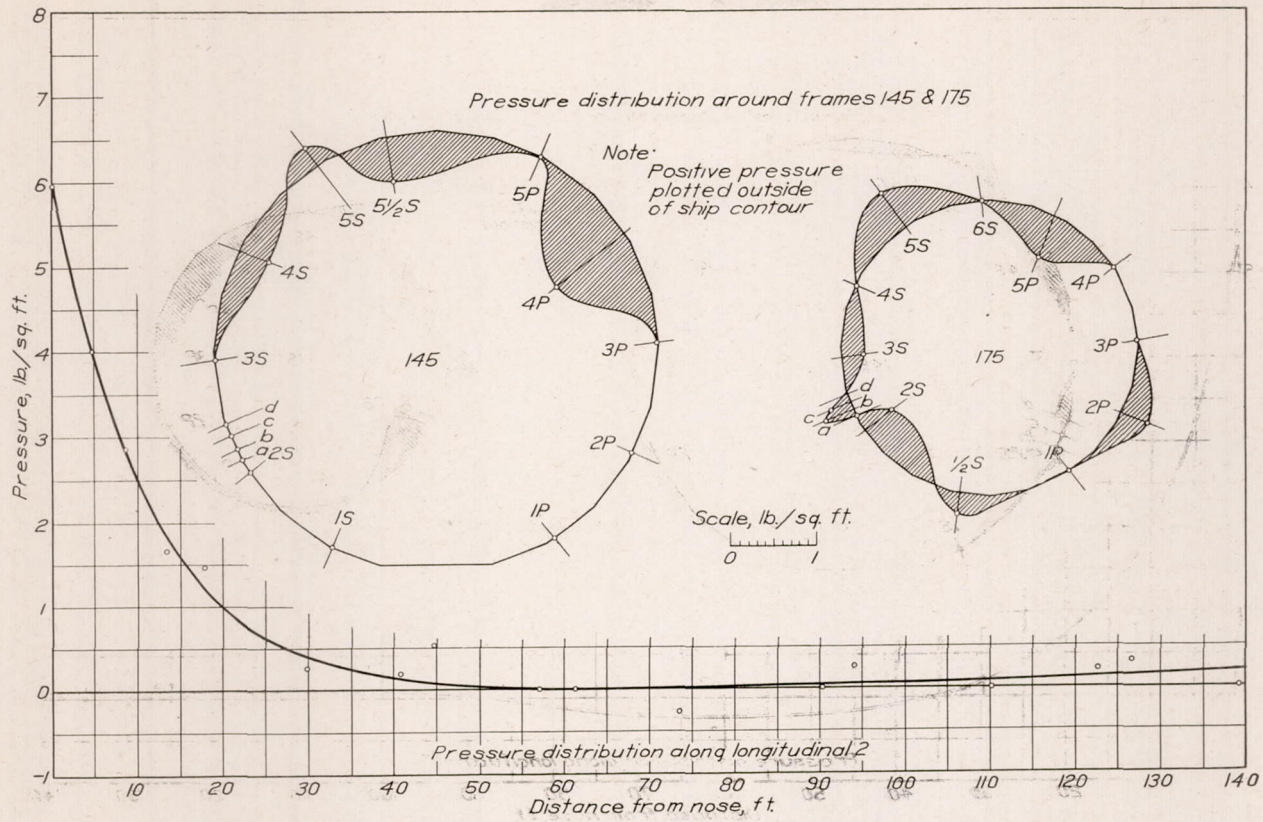 8
7
6
5
4
3
2
1
0
-1
Pressure, lb./sq. ft.
Pressure distribution around frames 145 & 175
Note:
Positive pressure
plotted outside
of ship contour
5S
5½S
5P
4S
4P
3S
145
3P
d
c
b
a
2S
2P
1S
1P
5S
6S
5P
4P
4S
3S
175
3P
d
b
2S
c
a
2P
½S
1P
Scale, lb./sq. ft.
0 1
Pressure distribution along longitudinal 2
10 20 30 40 50 60 70 80 90 100 110 120 130 140
Distance from nose, ft.